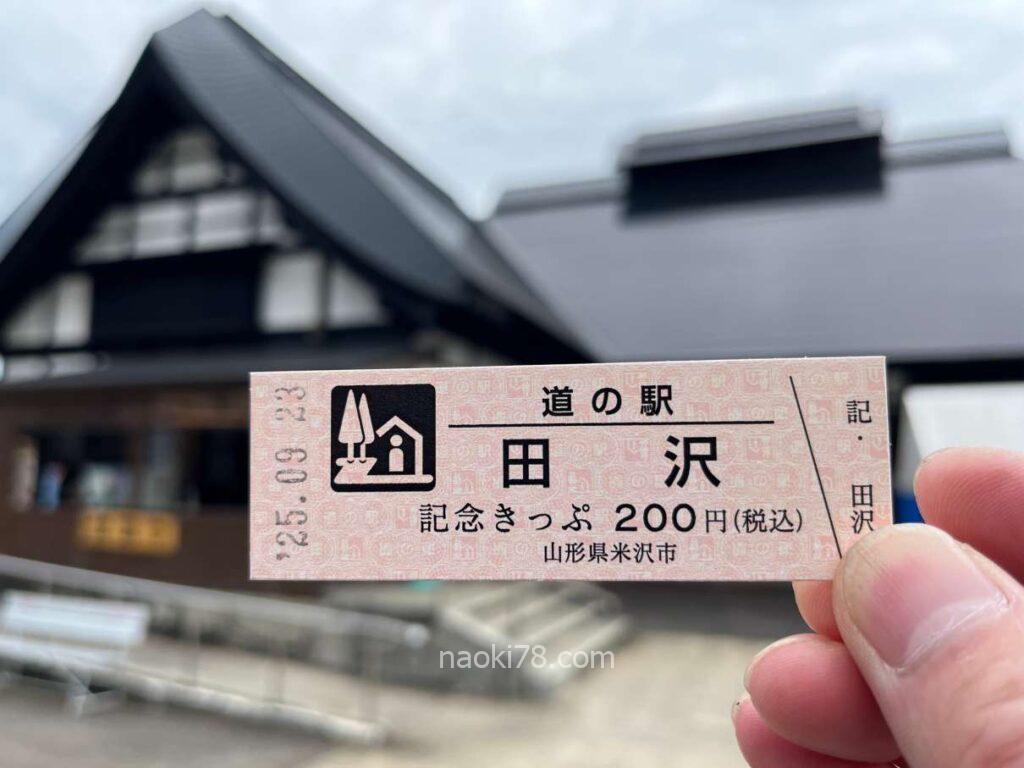 '25.09 23
道の駅
田沢
記念きっぷ 200円(税込)
山形県米沢市
記・田沢
naoki78.com